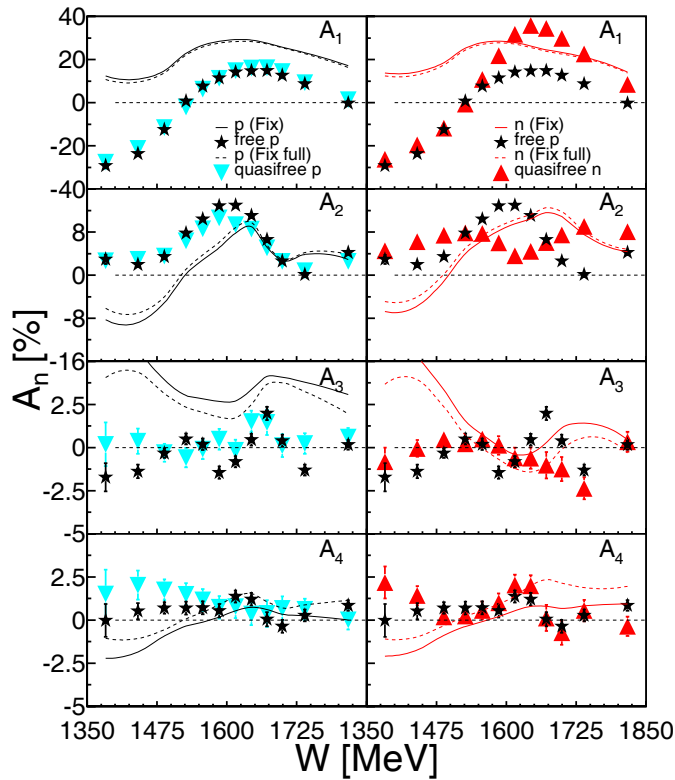 A1 A1
40
20
0
-20
-40
p (Fix) n (Fix)
free p free p
p (Fix full) n (Fix full)
quasifree p quasifree n
A2 A2
8
0
-8
-16
A3 A3
2.5
0
-2.5
-5
A4 A4
2.5
0
-2.5
-5
An [%]
1350 1475 1600 1725 1350 1475 1600 1725 1850
W [MeV]